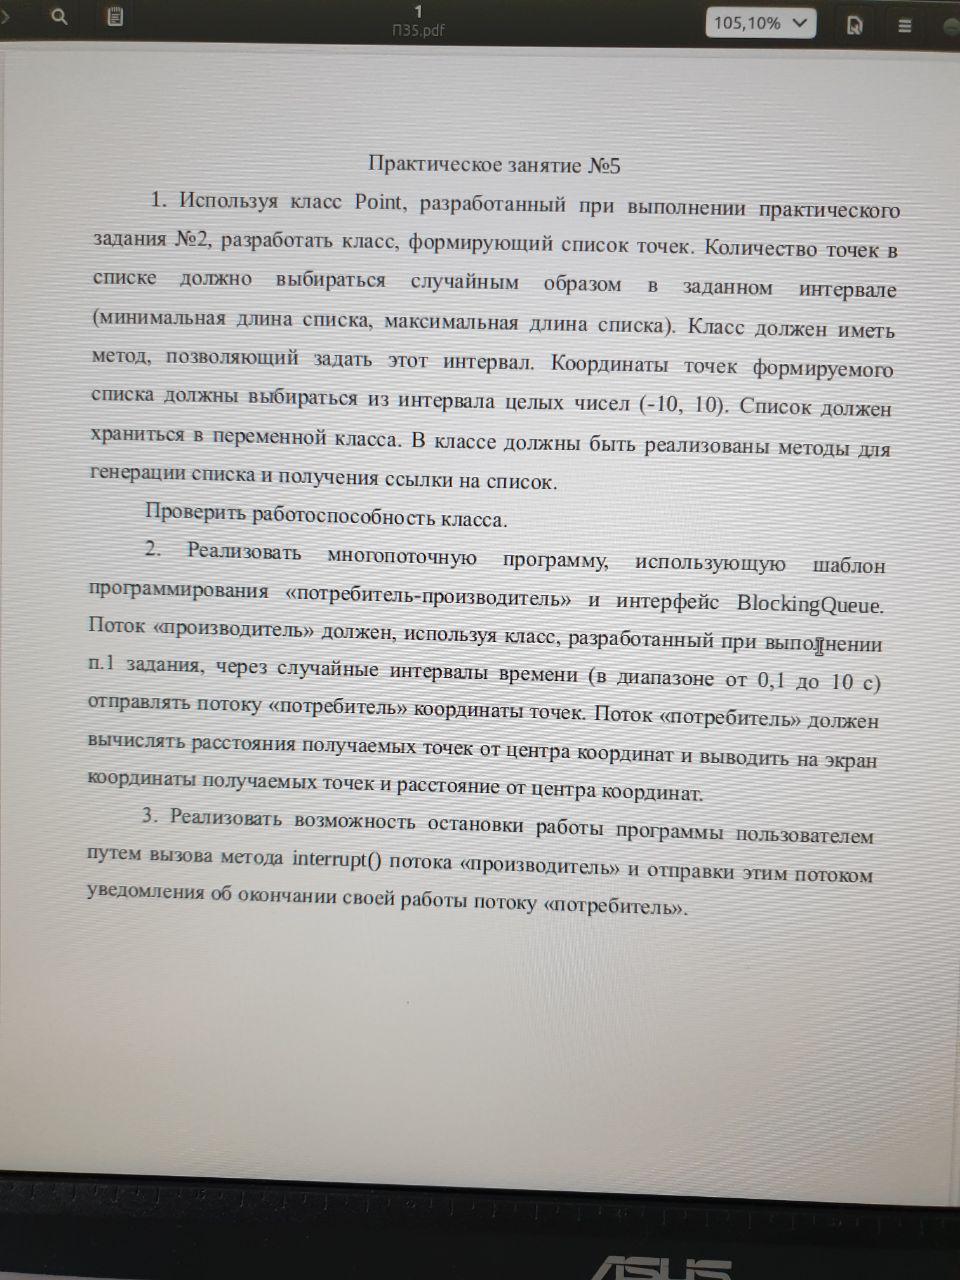 1
П35.pdf
105,10%
Практическое занятие №5
1. Используя класс Point, разработанный при выполнении практического
задания №2, разработать класс, формирующий список точек. Количество точек в
списке должно выбираться случайным образом в заданном интервале
(минимальная длина списка, максимальная длина списка). Класс должен иметь
метод, позволяющий задать этот интервал. Координаты точек формируемого
списка должны выбираться из интервала целых чисел (-10, 10). Список должен
храниться в переменной класса. В классе должны быть реализованы методы для
генерации списка и получения ссылки на список.
Проверить работоспособность класса.
2. Реализовать многопоточную программу, использующую шаблон
программирования «потребитель-производитель» и интерфейс BlockingQueue.
Поток «производитель» должен, используя класс, разработанный при выполнении
п.1 задания, через случайные интервалы времени (в диапазоне от 0,1 до 10 с)
отправлять потоку «потребитель» координаты точек. Поток «потребитель» должен
вычислять расстояния получаемых точек от центра координат и выводить на экран
координаты получаемых точек и расстояние от центра координат.
3. Реализовать возможность остановки работы программы пользователем
путем вызова метода interrupt() потока «производитель» и отправки этим потоком
уведомления об окончании своей работы потоку «потребитель».
ASUS